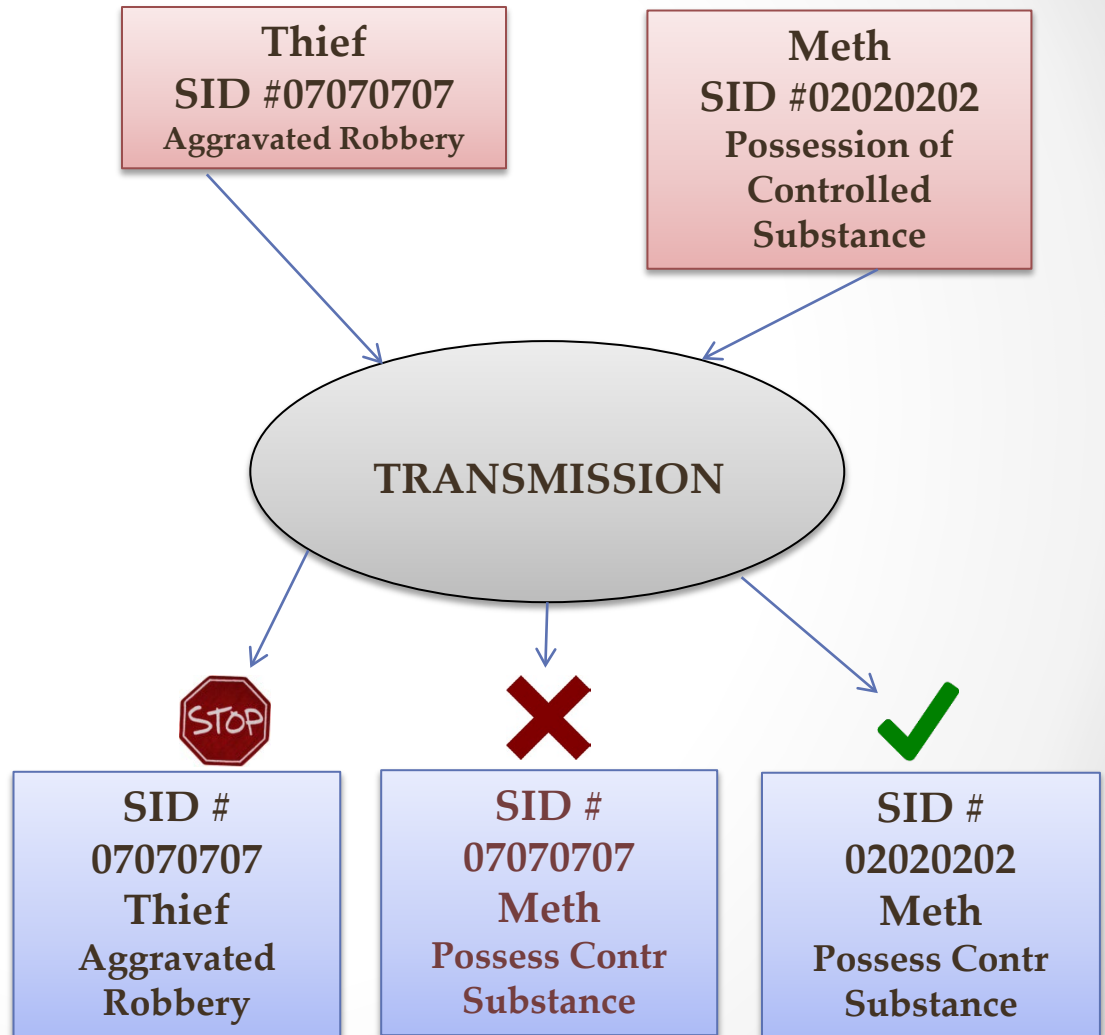 Thief
SID #07070707
Aggravated Robbery
Meth
SID #02020202
Possession of
Controlled
Substance
TRANSMISSION
STOP
SID #
07070707
Thief
Aggravated
Robbery
SID #
07070707
Meth
Possess Contr
Substance
SID #
02020202
Meth
Possess Contr
Substance